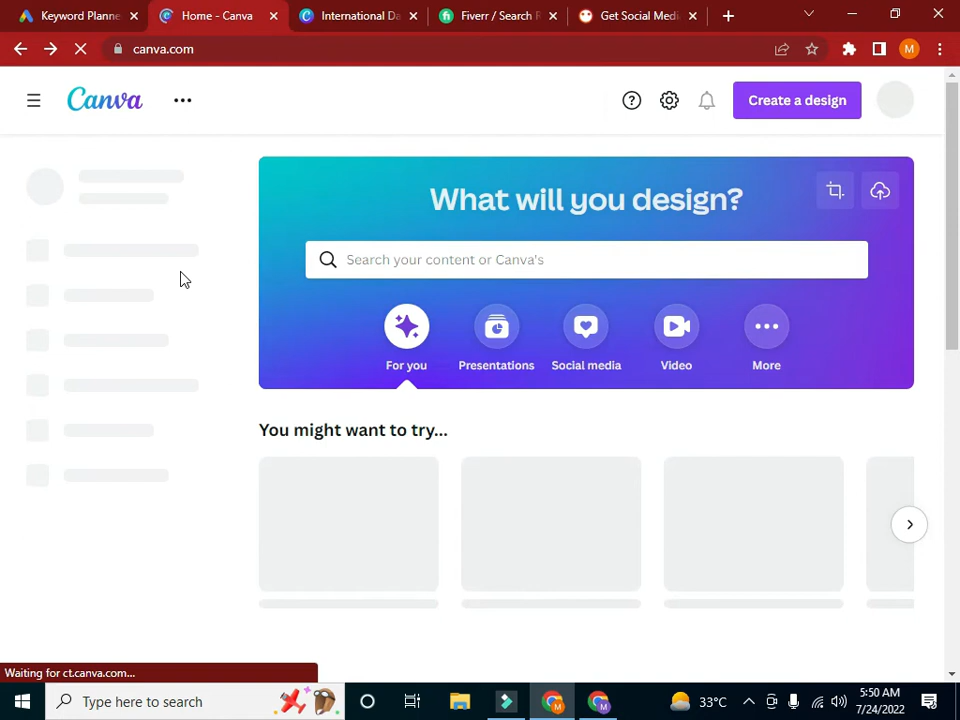 Keyword Planne
Home - Canva
International Da
Fiverr / Search R
Get Social Medi
canva.com
M
Canva
Create a design
What will you design?
Search your content or Canva's
For you
Presentations
Social media
Video
More
You might want to try...
Waiting for ct.canva.com...
Type here to search
M
M
33°C
5:50 AM
7/24/2022